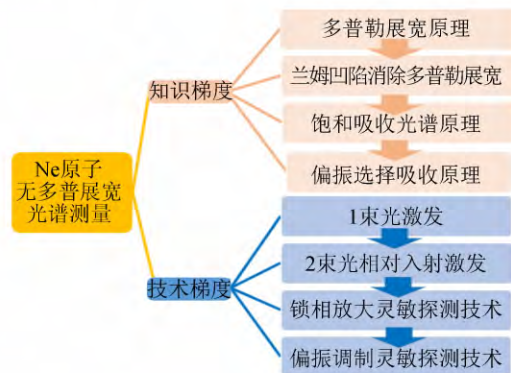 多普勒展宽原理
兰姆凹陷消除多普勒展宽
知识梯度
饱和吸收光谱原理
偏振选择吸收原理
Ne原子
无多普展宽
光谱测量
1束光激发
2束光相对入射激发
技术梯度
锁相放大灵敏探测技术
偏振调制灵敏探测技术